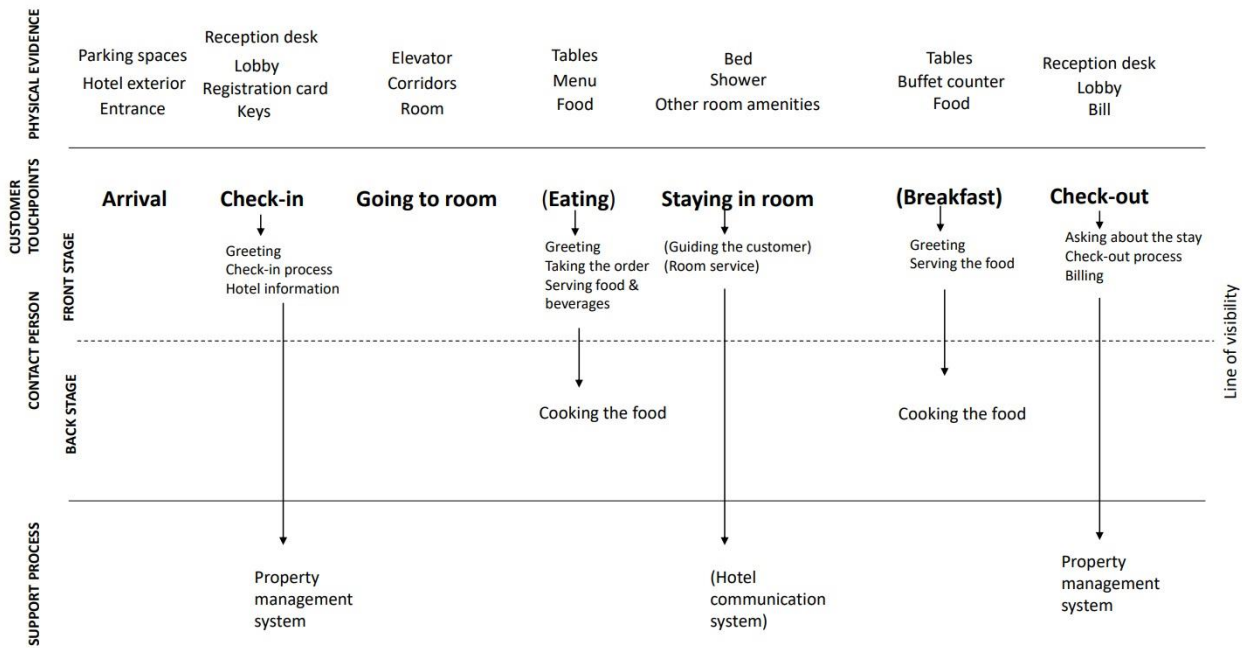 PHYSICAL EVIDENCE
Parking spaces
Hotel exterior
Entrance
Reception desk
Lobby
Registration card
Keys
Elevator
Corridors
Room
Tables
Menu
Food
Bed
Shower
Other room amenities
Tables
Buffet counter
Food
Reception desk
Lobby
Bill
CUSTOMER
TOUCHPOINTS
Arrival
Check-in
Going to room
(Eating)
Staying in room
(Breakfast)
Check-out
CONTACT PERSON
FRONT STAGE
Greeting
Check-in process
Hotel information
Greeting
Taking the order
Serving food &
beverages
(Guiding the customer)
(Room service)
Greeting
Serving the food
Asking about the stay
Check-out process
Billing
Line of visibility
BACK STAGE
Cooking the food
Cooking the food
SUPPORT PROCESS
Property
management
system
(Hotel
communication
system)
Property
management
system